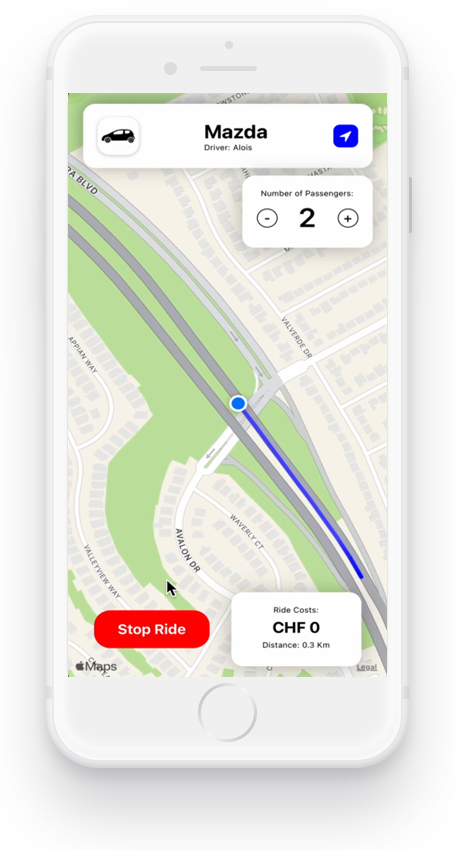 Mazda
Driver: Alois
Number of Passengers:
- 2 +
VALVERDE DR
APPIAN WAY
WAVERLY CT
AVALON DR
VALLEYVIEW WAY
Ride Costs:
CHF 0
Distance: 0.3 Km
Stop Ride
Maps
Legal